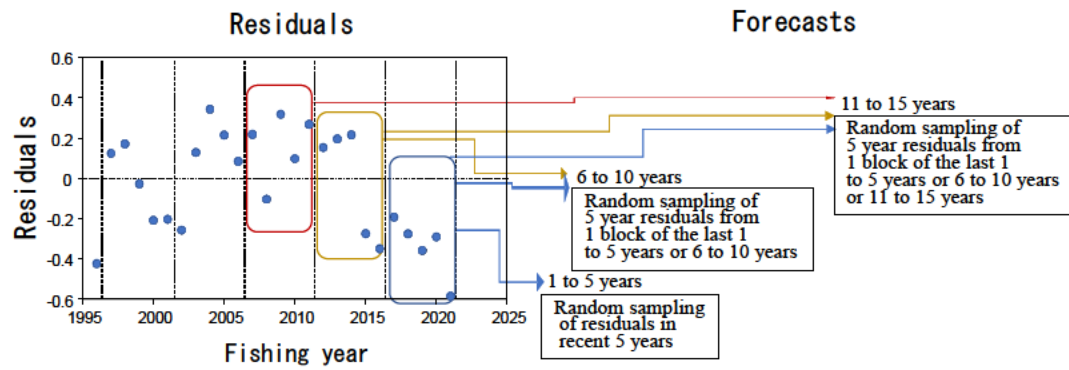 Residuals
Forecasts
Residuals
0.6
0.4
0.2
0
-0.2
-0.4
-0.6
1995
2000
2005
2010
2015
2020
2025
Fishing year
11 to 15 years
Random sampling of
5 year residuals from
1 block of the last 1
to 5 years or 6 to 10 years
or 11 to 15 years
6 to 10 years
Random sampling of
5 year residuals from
1 block of the last 1
to 5 years or 6 to 10 years
1 to 5 years
Random sampling
of residuals in
recent 5 years